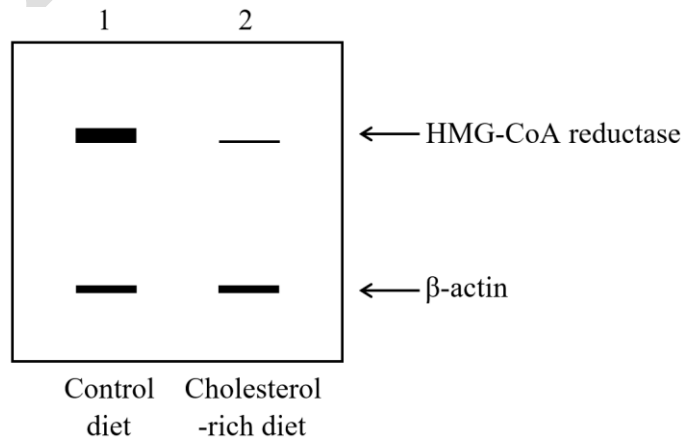 1 2
HMG-CoA reductase
β-actin
Control Cholesterol
diet -rich diet